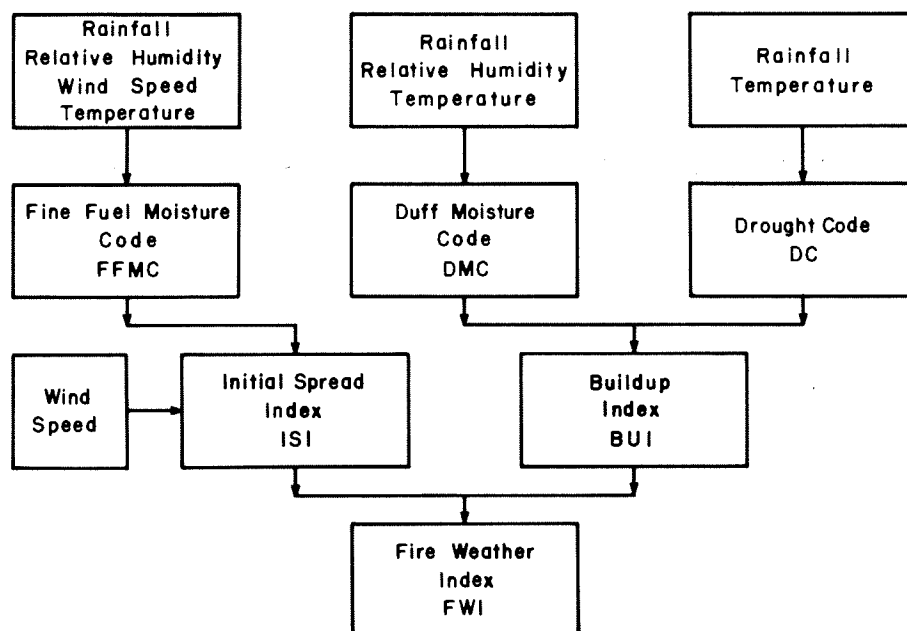 Rainfall
Relative Humidity
Wind Speed
Temperature
Rainfall
Relative Humidity
Temperature
Rainfall
Temperature
Fine Fuel Moisture
Code
FFMC
Duff Moisture
Code
DMC
Drought Code
DC
Wind
Speed
Initial Spread
Index
ISI
Buildup
Index
BUI
Fire Weather
Index
FWI